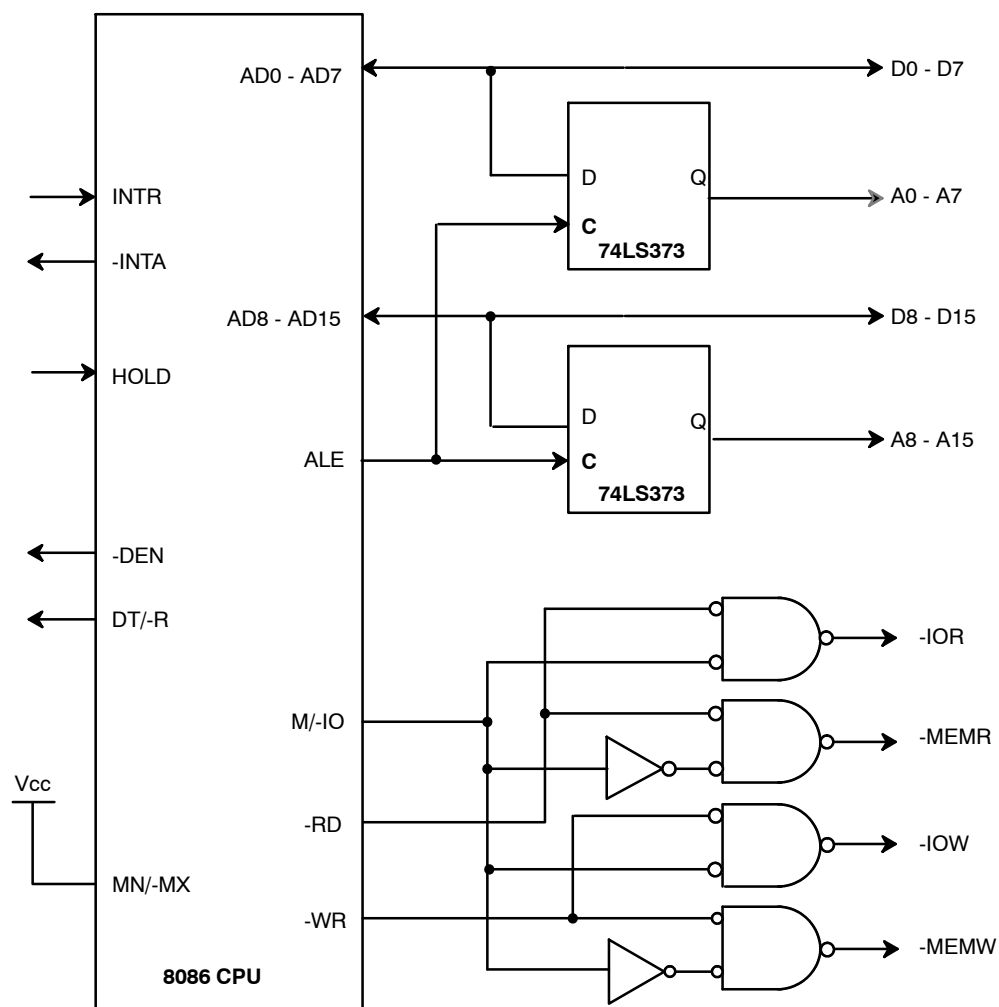 AD0 - AD7
D0 - D7
D
Q
INTR
A0 - A7
C
74LS373
-INTA
AD8 - AD15
D8 - D15
HOLD
D
Q
A8 - A15
ALE
C
74LS373
-DEN
DT/-R
-IOR
M/-IO
-MEMR
Vcc
-RD
-IOW
MN/-MX
-WR
-MEMW
8086 CPU